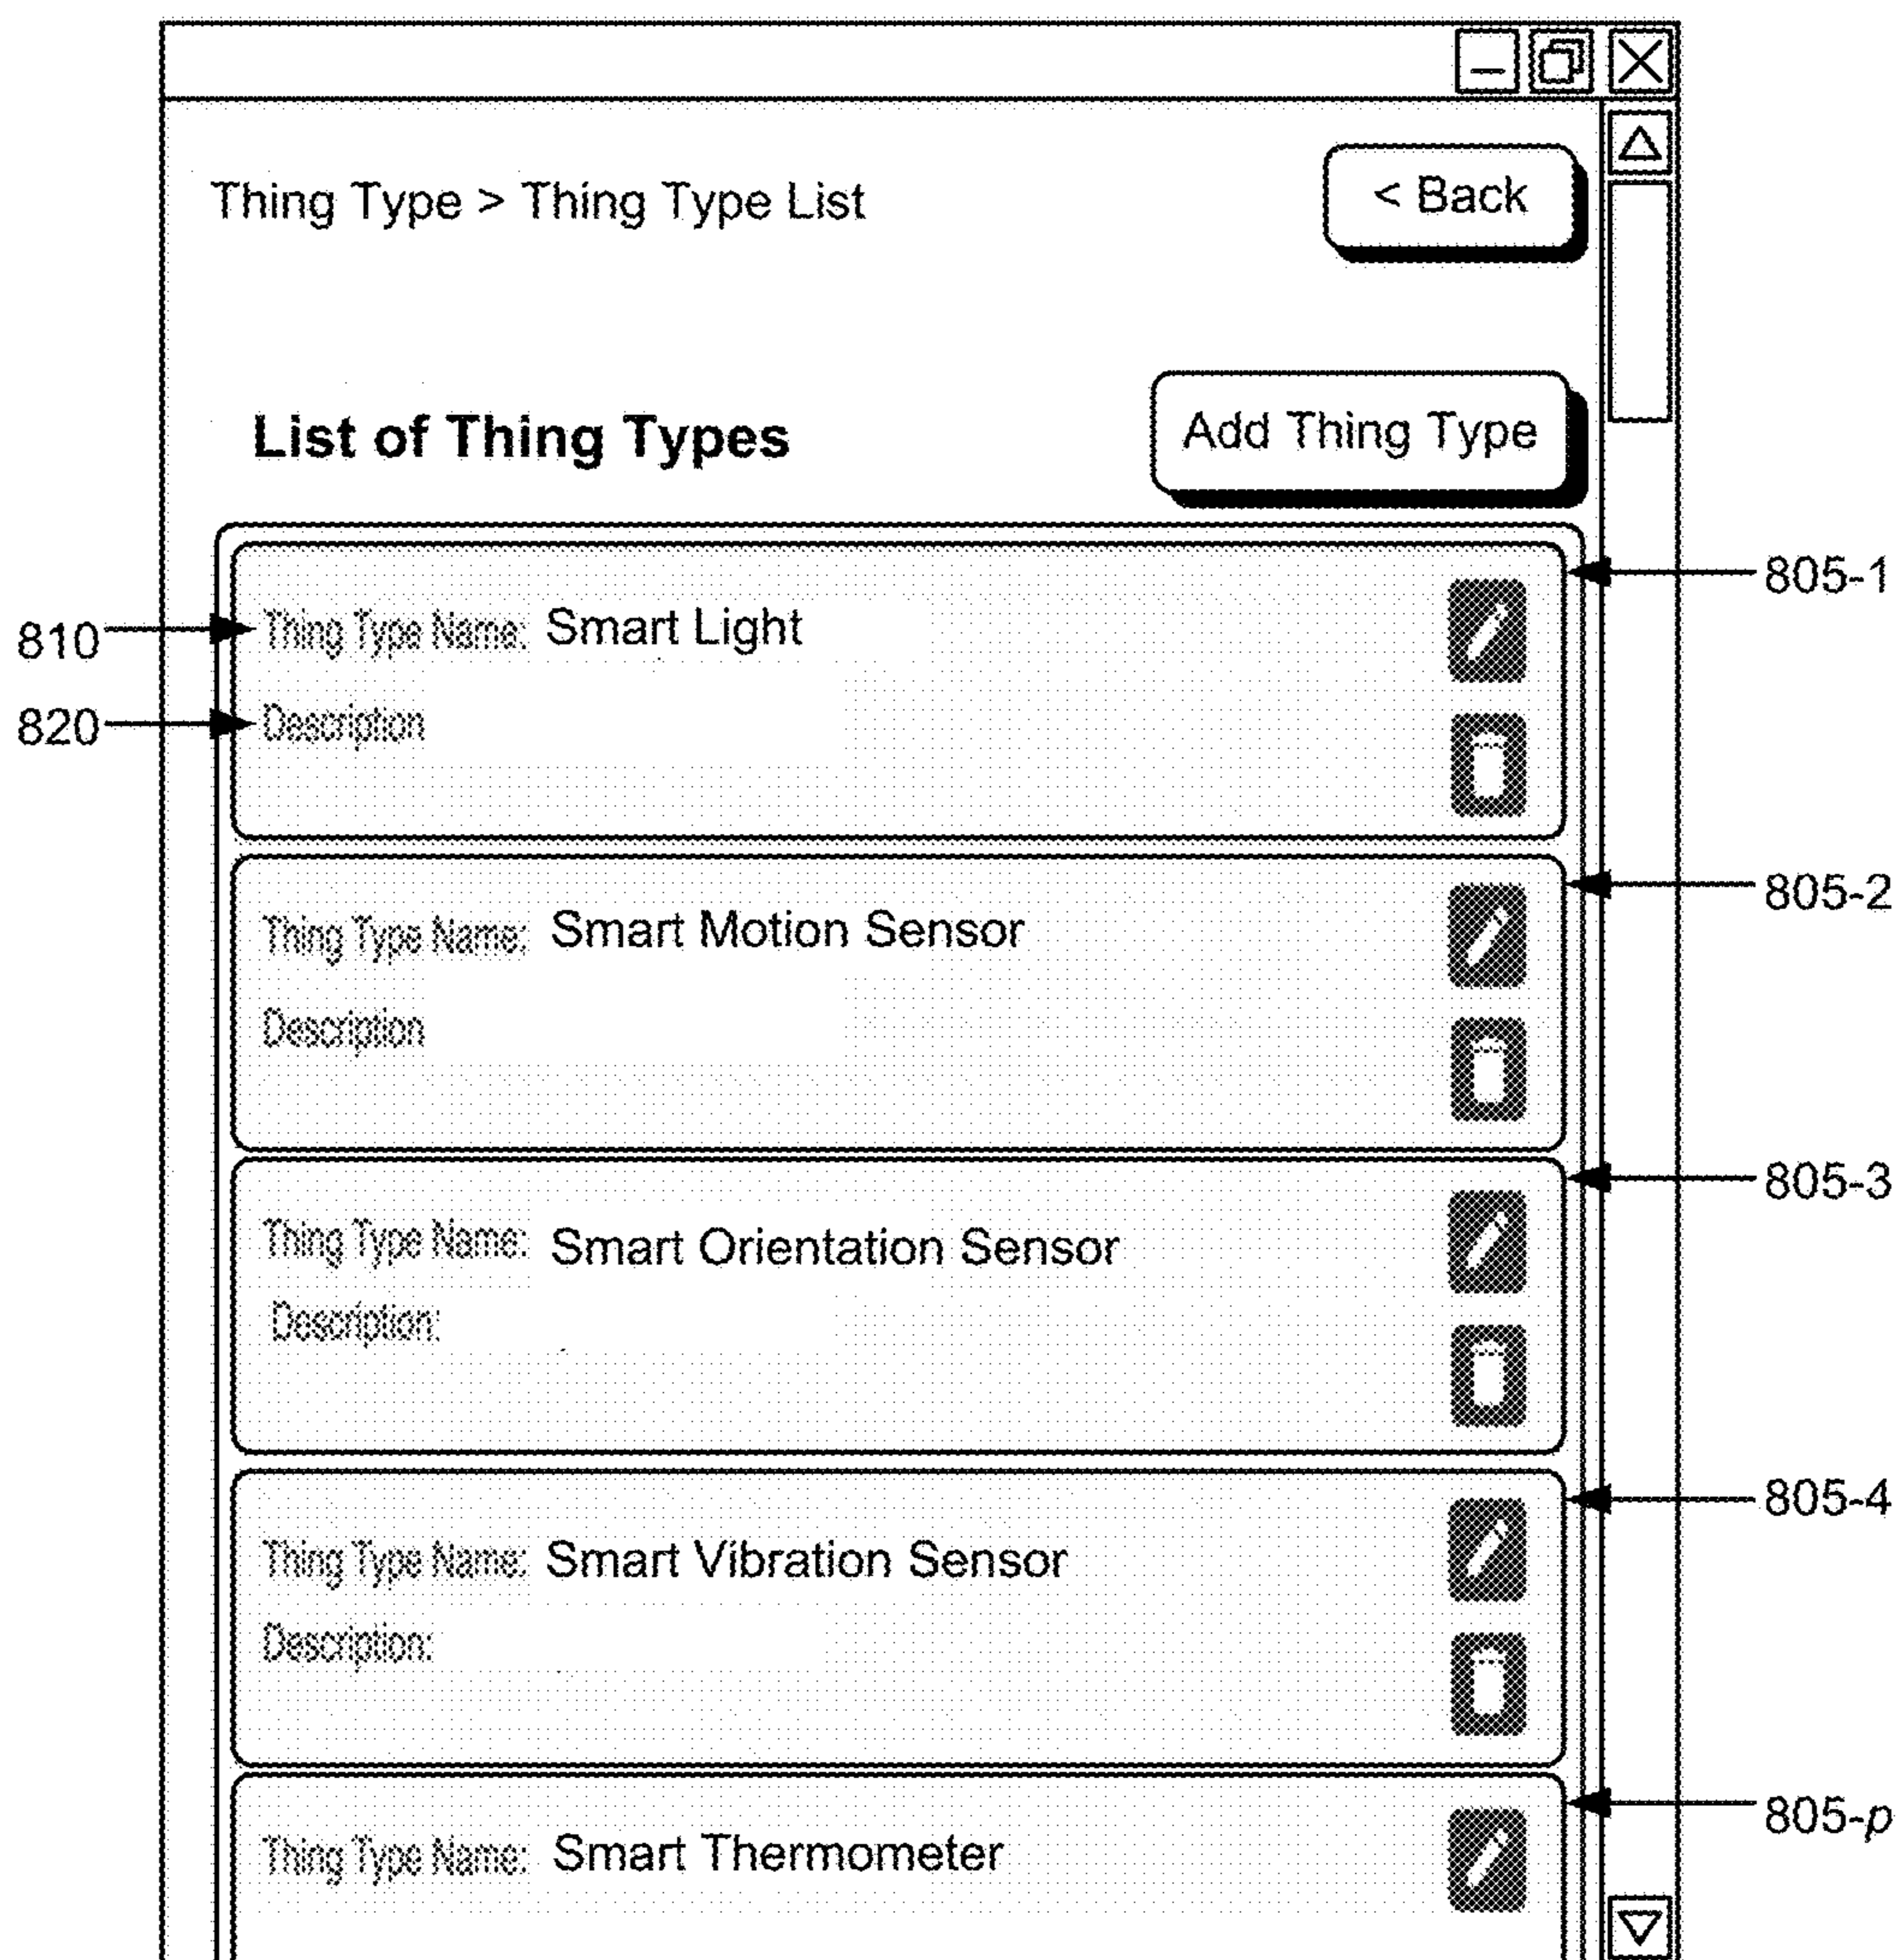 Thing Type > Thing Type List
< Back
List of Thing Types
Add Thing Type
805-1
810
Thing Type Name: Smart Light
820
Description
805-2
Thing Type Name: Smart Motion Sensor
Description
805-3
Thing Type Name: Smart Orientation Sensor
Description:
805-4
Thing Type Name: Smart Vibration Sensor
Description:
805-p
Thing Type Name: Smart Thermometer